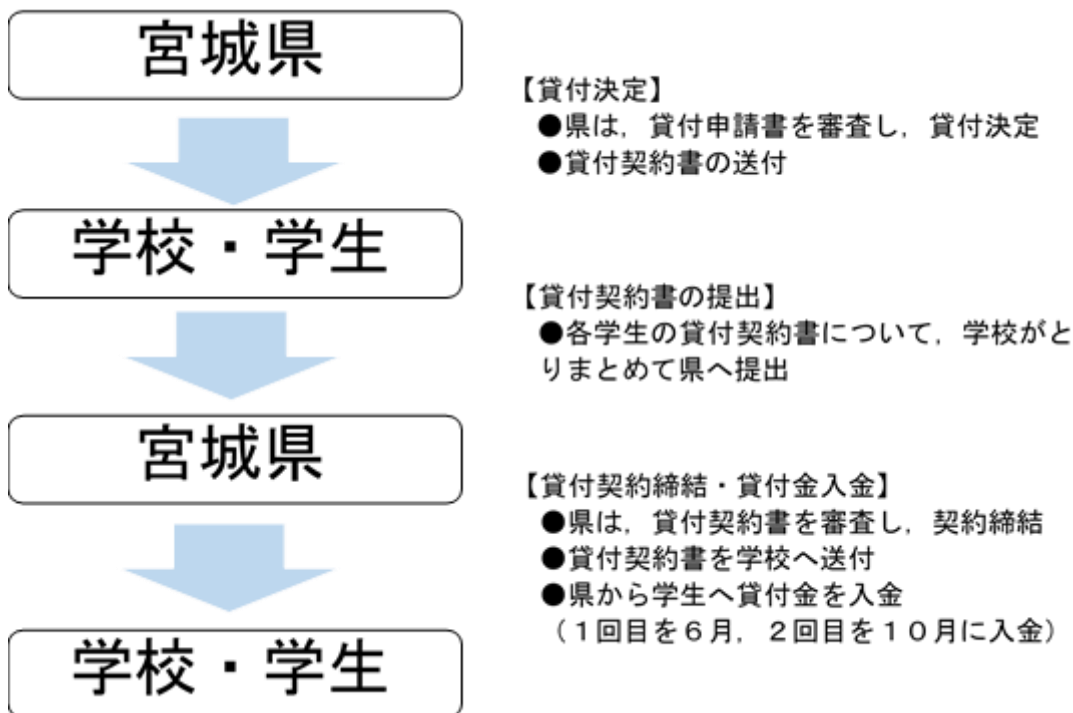 宮城県
【貸付決定】
●県は，貸付申請書を審査し，貸付決定
●貸付契約書の送付
学校・学生
【貸付契約書の提出】
●各学生の貸付契約書について，学校がと
りまとめて県へ提出
宮城県
【貸付契約締結・貸付金入金】
●県は，貸付契約書を審査し，契約締結
●貸付契約書を学校へ送付
●県から学生へ貸付金を入金
（１回目を６月，２回目を１０月に入金）
学校・学生